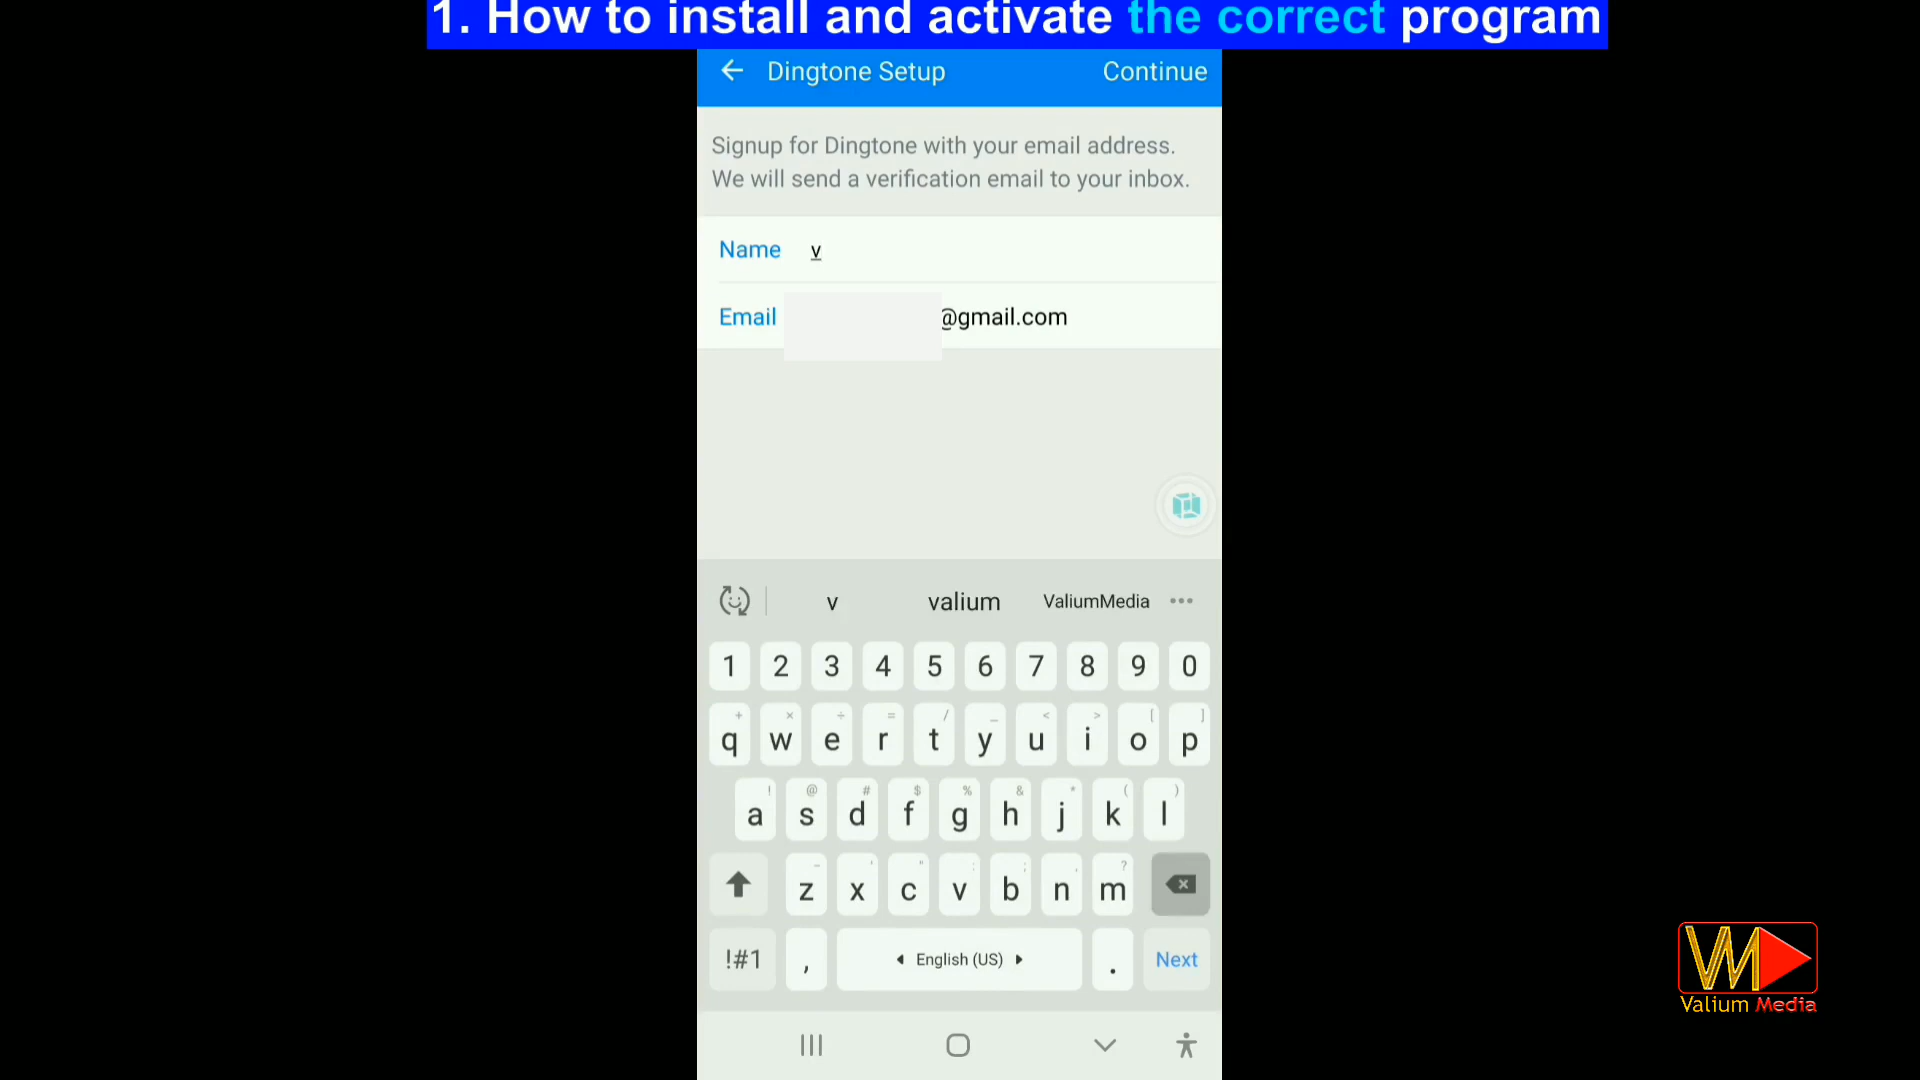 1. How to install and activate the correct program
Dingtone Setup Continue
Signup for Dingtone with your email address.
We will send a verification email to your inbox.
Name v
Email @gmail.com
v valium ValiumMedia
1 2 3 4 5 6 7 8 9 0
+ × ÷ = / _ < > [ ]
q w e r t y u i o p
! @ # $ % & * ( )
a s d f g h j k l
- ' " : ; , ?
z x c v b n m
!#1 , English (US) . Next
VM
Valium Media